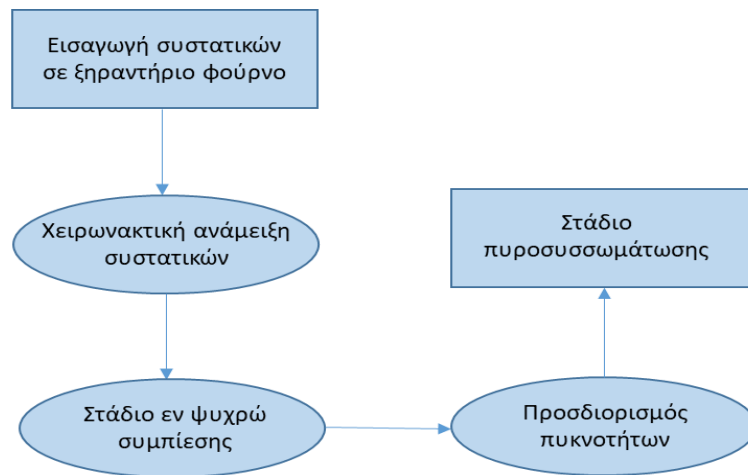 Εισαγωγή συστατικών
σε ξηραντήριο φούρνο
Χειρωνακτική ανάμειξη
συστατικών
Στάδιο εν ψυχρώ
συμπίεσης
Προσδιορισμός
πυκνοτήτων
Στάδιο
πυροσυσσωμάτωσης